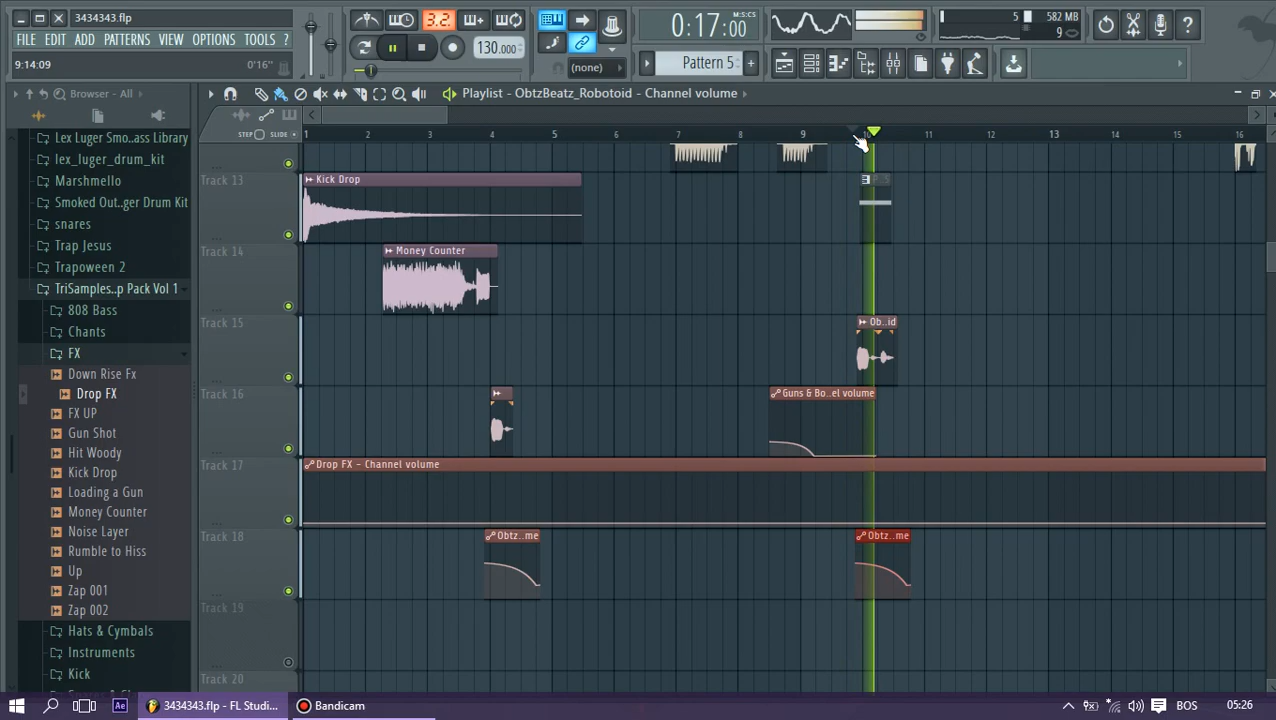 3434343.flp
FILE EDIT ADD PATTERNS VIEW OPTIONS TOOLS ?
9:14:09 0'16"
3.2
130.000
(none)
0:17:00 M:S:CS
Pattern 5
5 582 MB
9
Browser - All
Playlist - ObtzBeatz_Robotoid - Channel volume
STEP SLIDE
1 2 3 4 5 6 7 8 9 10 11 12 13 14 15 16
Lex Luger Smo...ass Library
lex_luger_drum_kit
Marshmello
Smoked Out...ger Drum Kit
snares
Trap Jesus
Trapoween 2
TriSamples...p Pack Vol 1
808 Bass
Chants
FX
Down Rise Fx
Drop FX
FX UP
Gun Shot
Hit Woody
Kick Drop
Loading a Gun
Money Counter
Noise Layer
Rumble to Hiss
Up
Zap 001
Zap 002
Hats & Cymbals
Instruments
Kick
Track 13
Kick Drop
Track 14
Money Counter
Track 15
Ob..id
Track 16
Guns & Bo...el volume
Track 17
Drop FX - Channel volume
Track 18
Obtz...me
Obtz...me
Track 19
Track 20
3434343.flp - FL Studi...
Bandicam
BOS
05:26